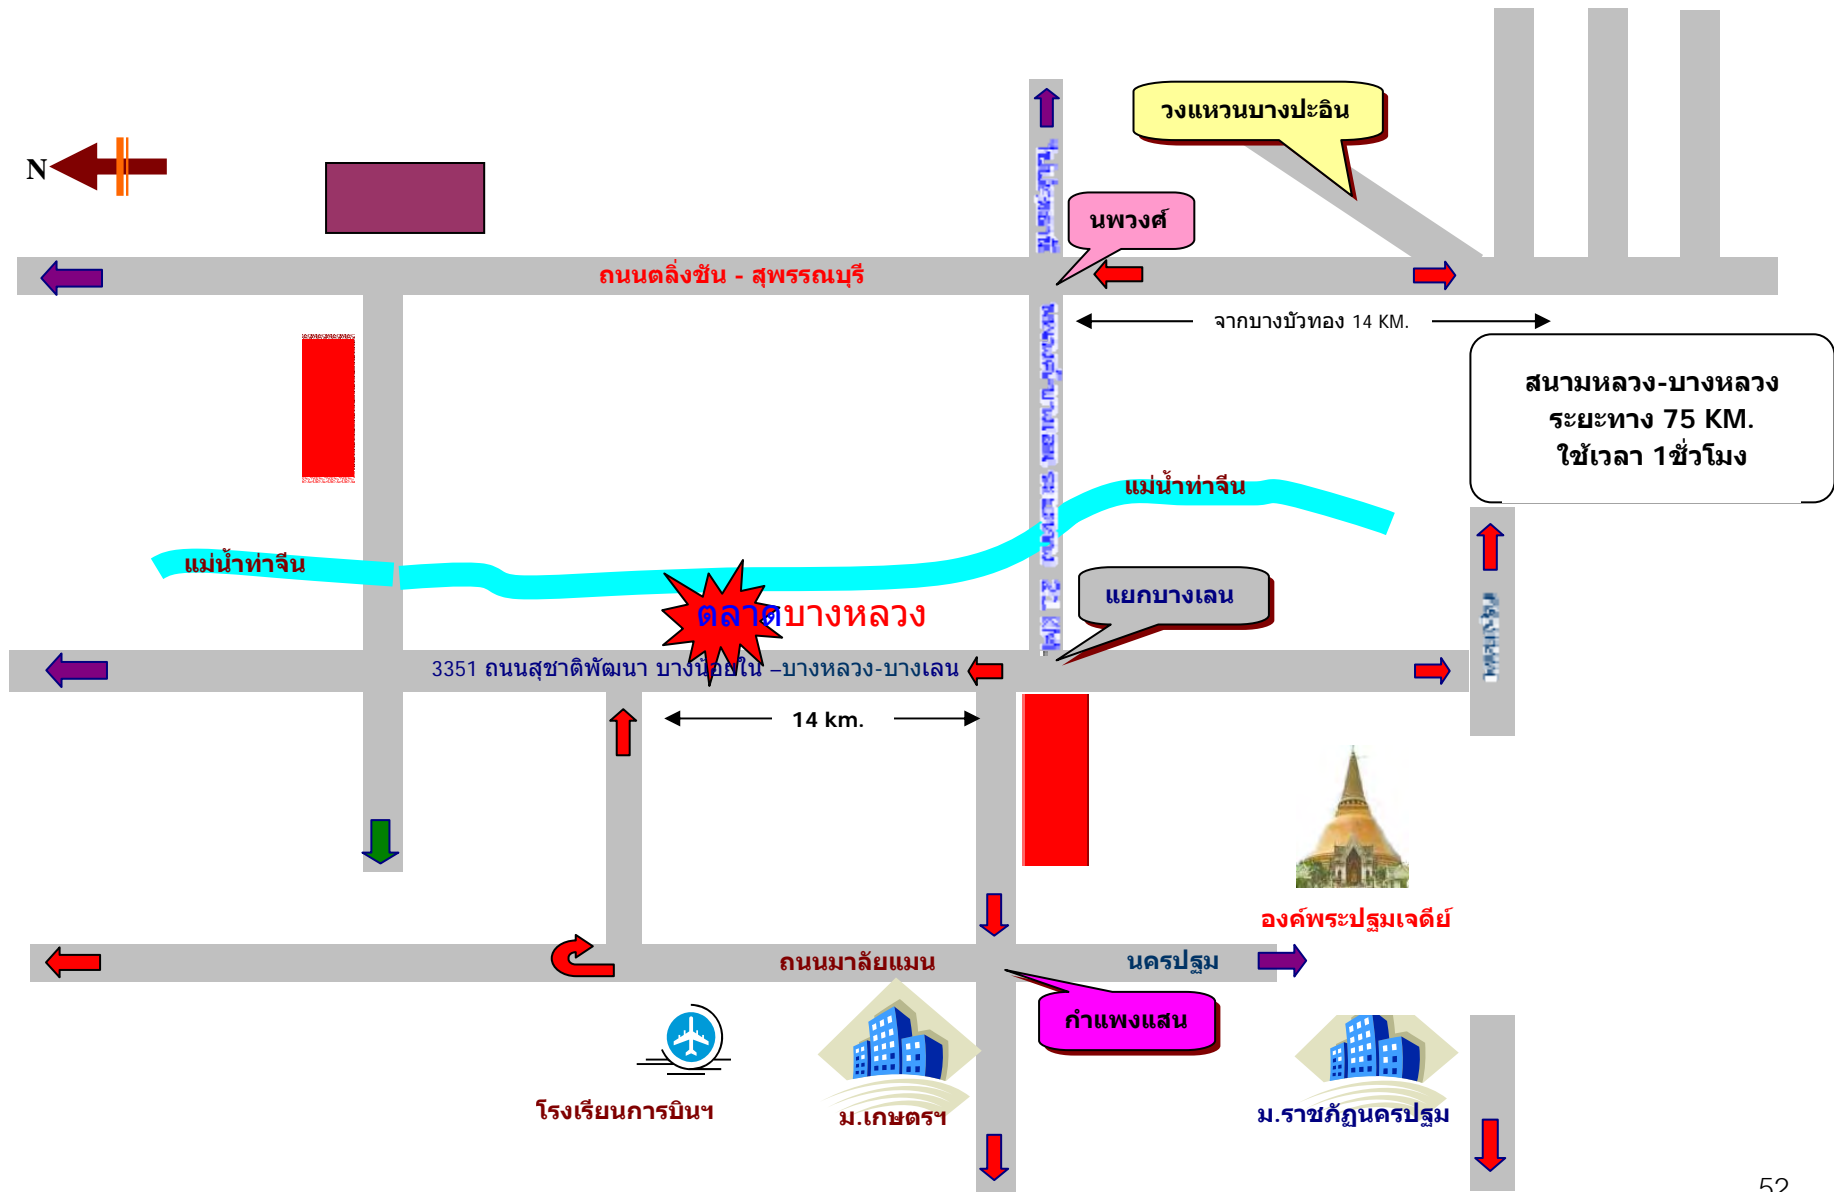 วงแหวนบางปะอิน
N
นพวงศ์
ถนนตลิ่งชัน - สุพรรณบุรี
จากบางบัวทอง 14 KM.
สนามหลวง-บางหลวง
ระยะทาง 75 KM.
ใช้เวลา 1ชั่วโมง
แม่น้ำท่าจีน
แม่น้ำท่าจีน
แยกบางเลน
ตลาดบางหลวง
3351 ถนนสุชาติพัฒนา บางน้อยใน –บางหลวง-บางเลน
14 km.
องค์พระปฐมเจดีย์
ถนนมาลัยแมน
นครปฐม
กำแพงแสน
โรงเรียนการบินฯ
ม.เกษตรฯ
ม.ราชภัฏนครปฐม
52